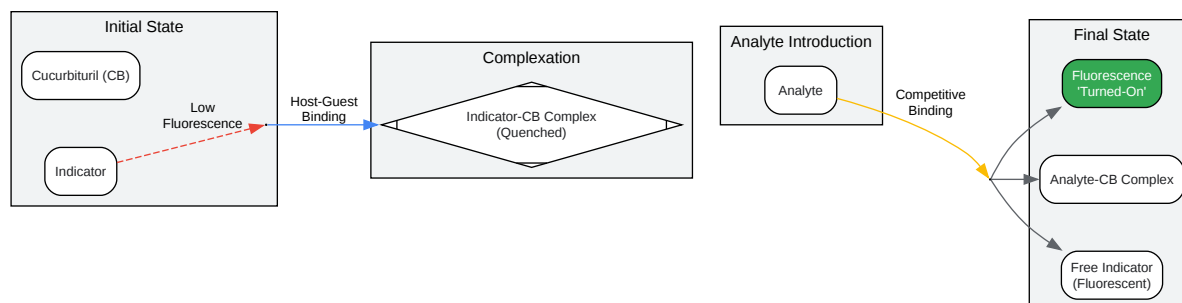 Initial State
Cucurbituril (CB)
Low
Fluorescence
Indicator
Host-Guest
Binding
Complexation
Indicator-CB Complex
(Quenched)
Analyte Introduction
Analyte
Competitive
Binding
Final State
Fluorescence
'Turned-On'
Analyte-CB Complex
Free Indicator
(Fluorescent)